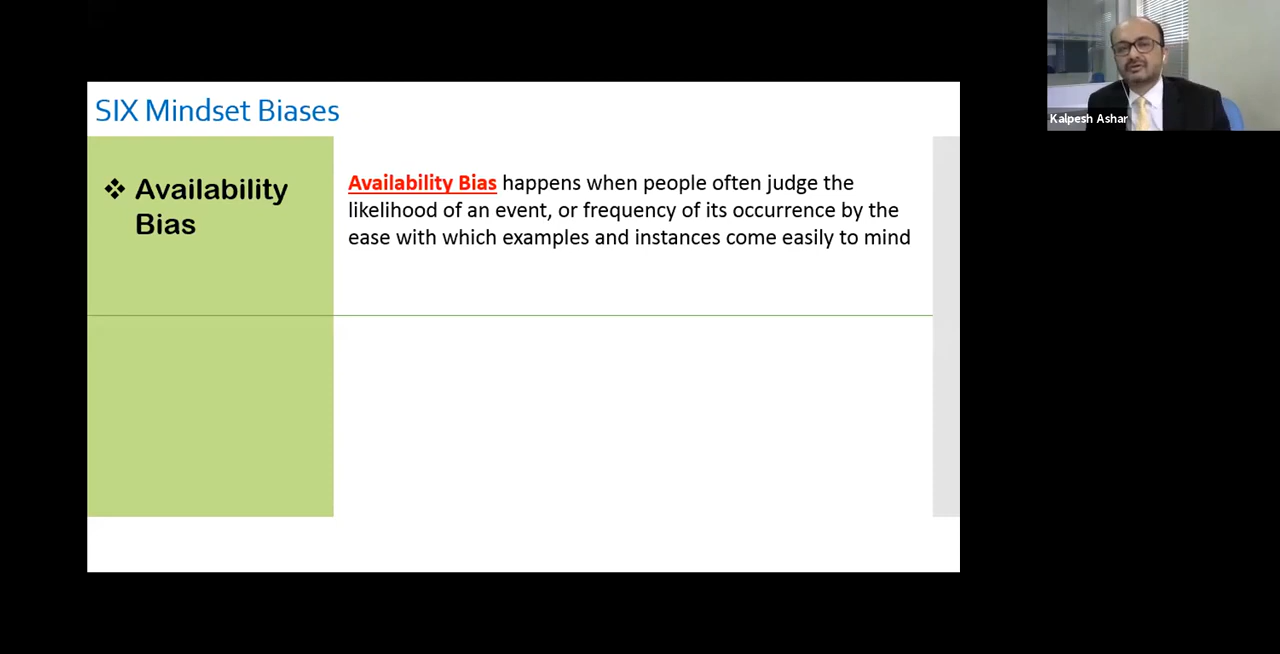 SIX Mindset Biases
❖ Availability
Bias
Availability Bias happens when people often judge the
likelihood of an event, or frequency of its occurrence by the
ease with which examples and instances come easily to mind
Kalpesh Ashar